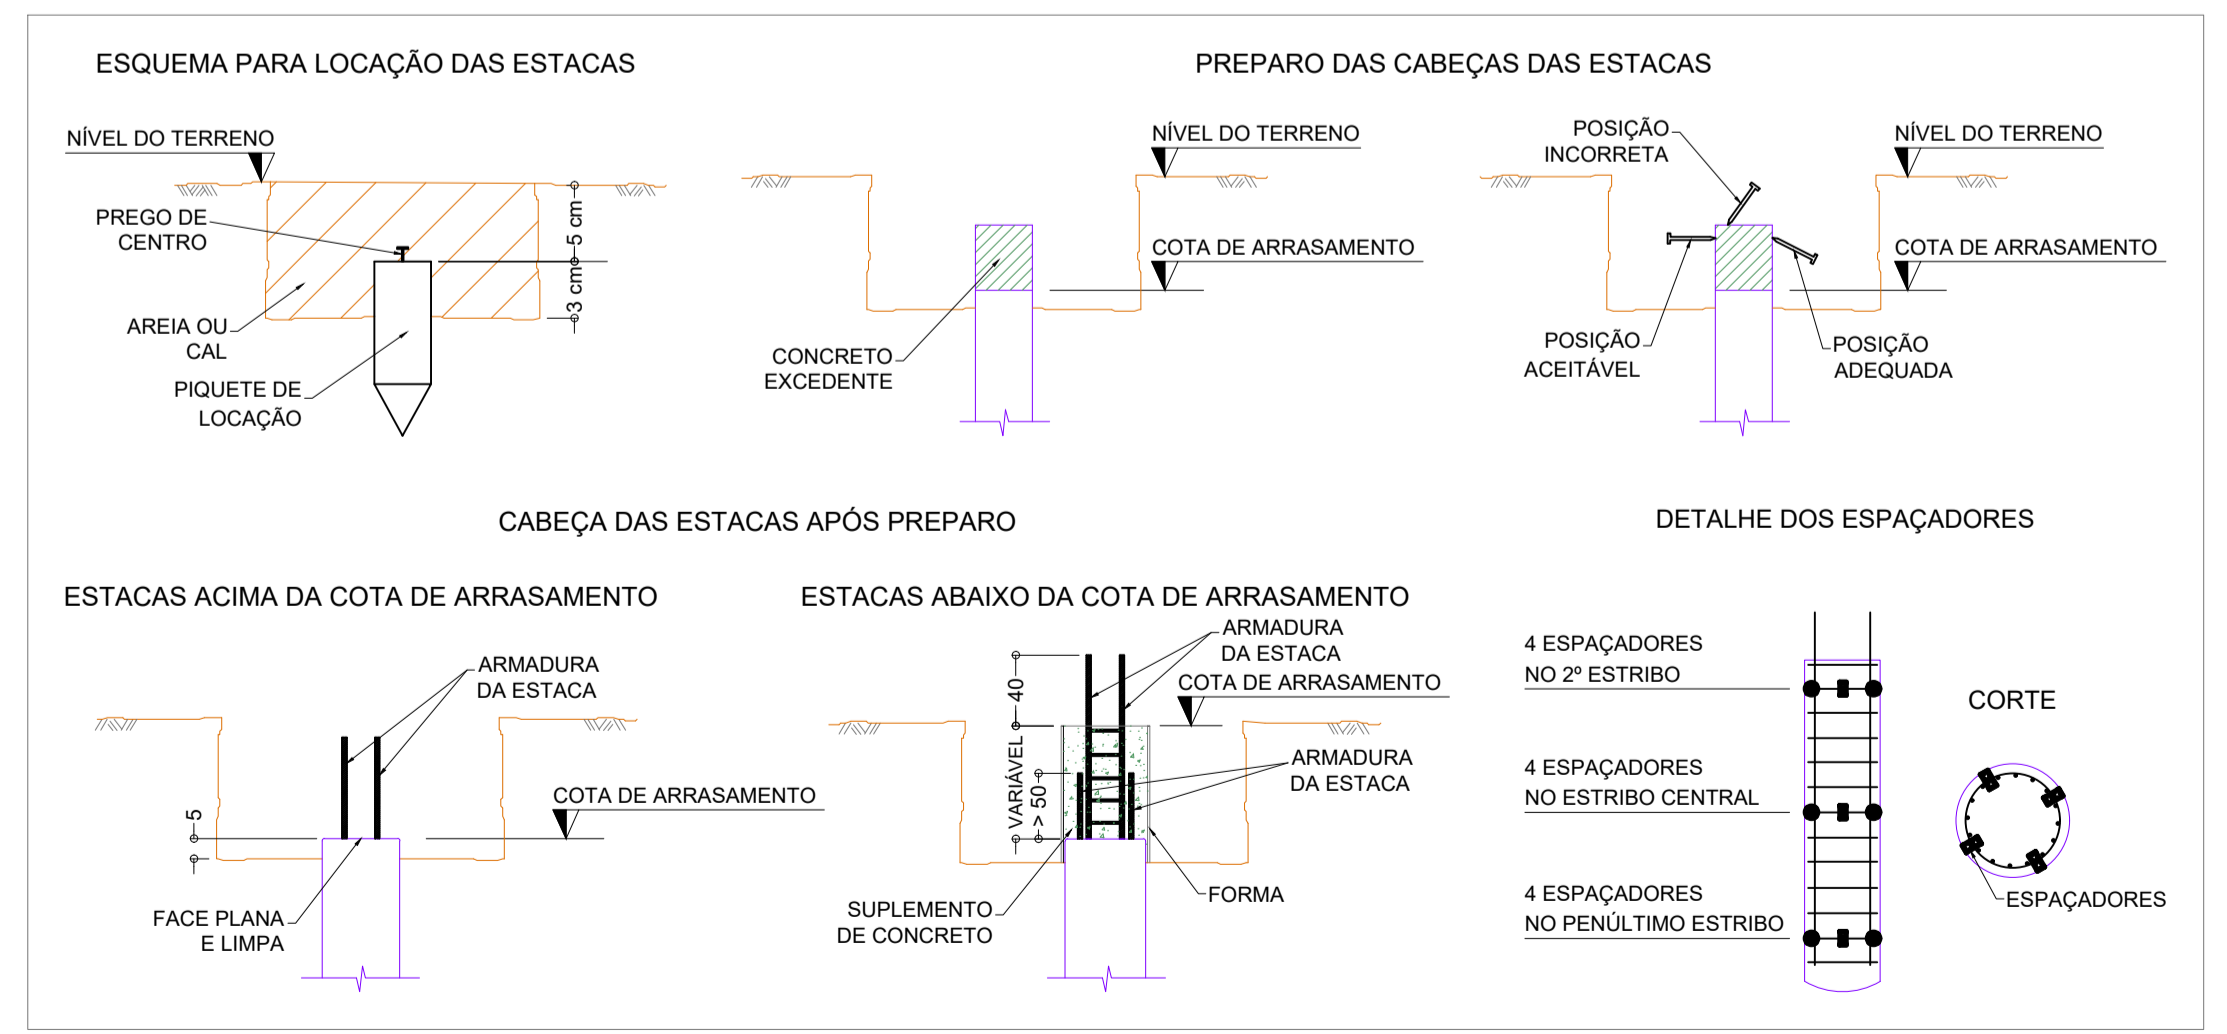 ESQUEMA PARA LOCAÇÃO DAS ESTACAS
NÍVEL DO TERRENO
PREGO DE
CENTRO
AREIA OU
CAL
PIQUETE DE
LOCAÇÃO
5 cm
3 cm
PREPARO DAS CABEÇAS DAS ESTACAS
NÍVEL DO TERRENO
COTA DE ARRASAMENTO
CONCRETO
EXCEDENTE
POSIÇÃO
INCORRETA
NÍVEL DO TERRENO
COTA DE ARRASAMENTO
POSIÇÃO
ACEITÁVEL
POSIÇÃO
ADEQUADA
CABEÇA DAS ESTACAS APÓS PREPARO
ESTACAS ACIMA DA COTA DE ARRASAMENTO
ARMADURA
DA ESTACA
COTA DE ARRASAMENTO
5
FACE PLANA
E LIMPA
ESTACAS ABAIXO DA COTA DE ARRASAMENTO
ARMADURA
DA ESTACA
COTA DE ARRASAMENTO
40
VARIÁVEL
> 50
ARMADURA
DA ESTACA
SUPLEMENTO
DE CONCRETO
FORMA
DETALHE DOS ESPAÇADORES
4 ESPAÇADORES
NO 2º ESTRIBO
4 ESPAÇADORES
NO ESTRIBO CENTRAL
4 ESPAÇADORES
NO PENÚLTIMO ESTRIBO
CORTE
ESPAÇADORES